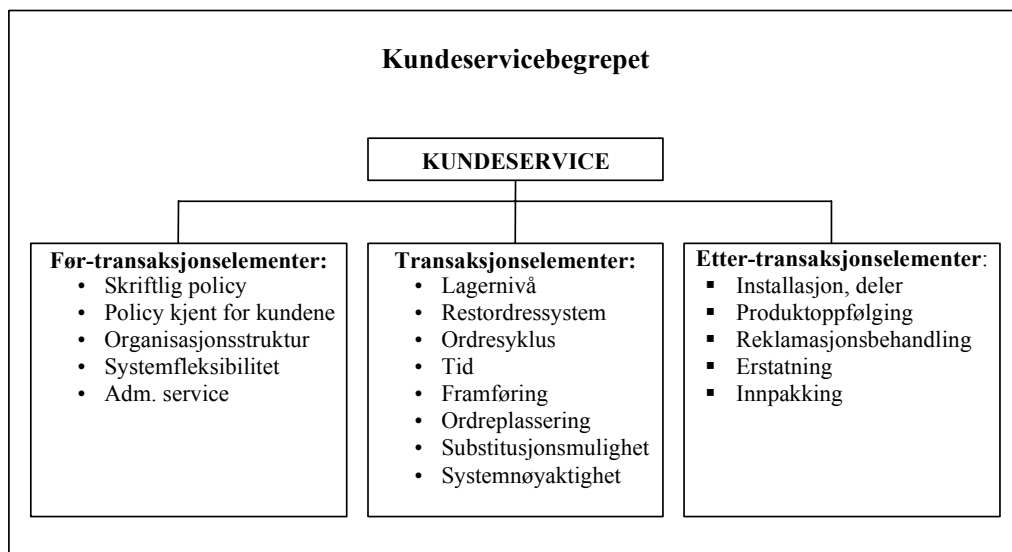 Kundeservicebegrepet
KUNDESERVICE
Før-transaksjonselementer:
• Skriftlig policy
• Policy kjent for kundene
• Organisasjonsstruktur
• Systemfleksibilitet
• Adm. service
Transaksjonselementer:
• Lagernivå
• Restordressystem
• Ordresyklus
• Tid
• Framføring
• Ordreplassering
• Substitusjonsmulighet
• Systemnøyaktighet
Etter-transaksjonselementer:
▪ Installasjon, deler
▪ Produktoppfølging
▪ Reklamasjonsbehandling
▪ Erstatning
▪ Innpakking